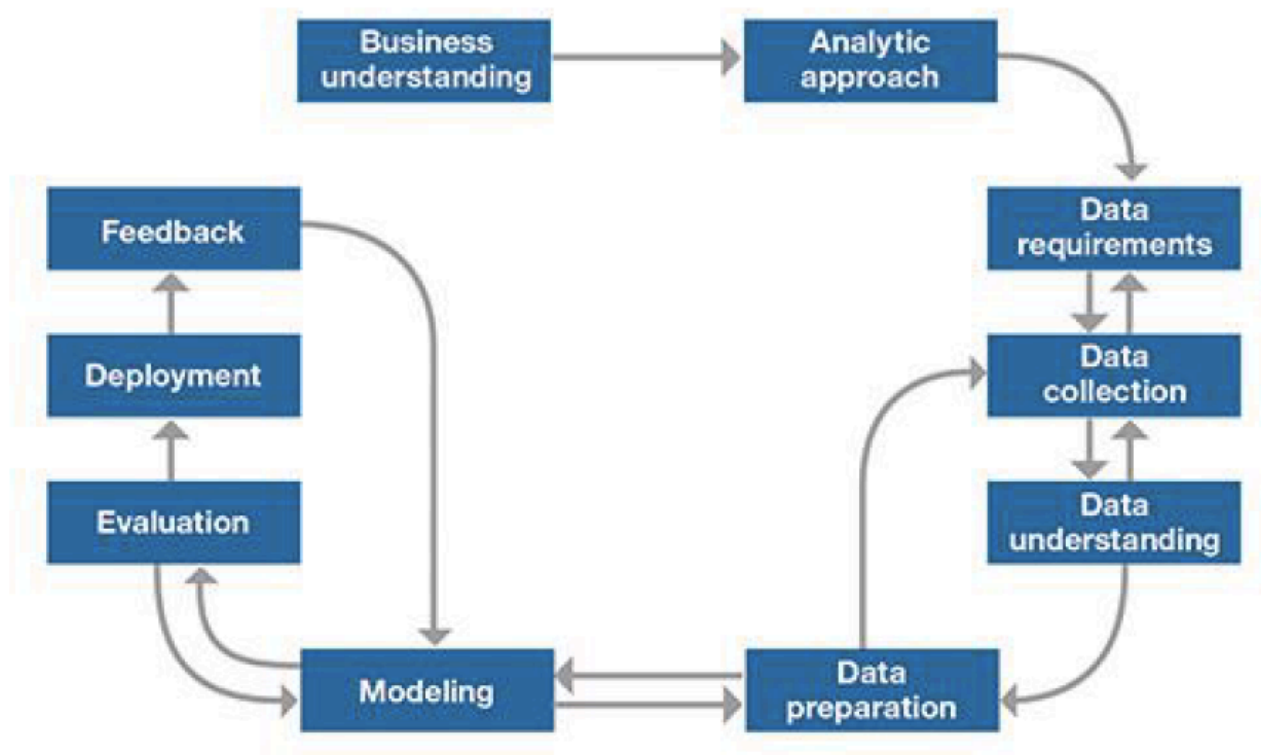 Business
understanding
Analytic
approach
Data
requirements
Data
collection
Data
understanding
Data
preparation
Modeling
Evaluation
Deployment
Feedback